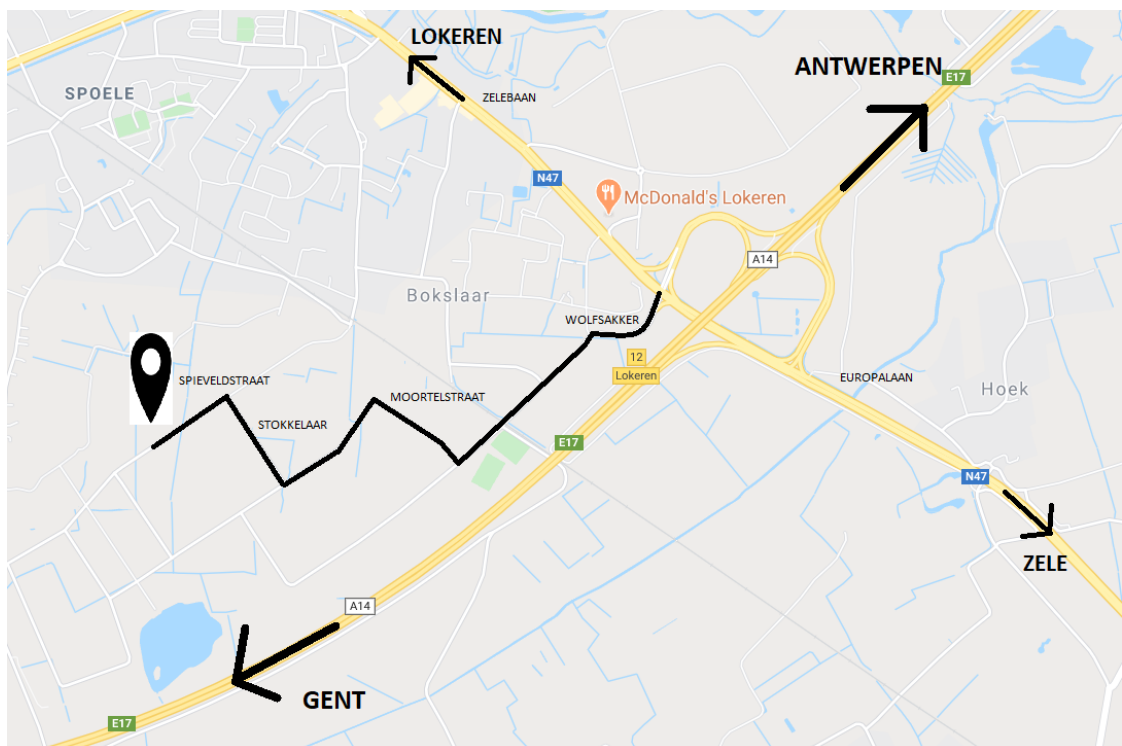 LOKEREN
ANTWERPEN
E17
SPOELE
ZELEBAAN
N47
McDonald's Lokeren
A14
Bokslaar
WOLFSAKKER
12
Lokeren
SPIEVELDSTRAAT
EUROPALAAN
Hoek
MOORTELSTRAAT
STOKKELAAR
E17
N47
ZELE
A14
GENT
E17